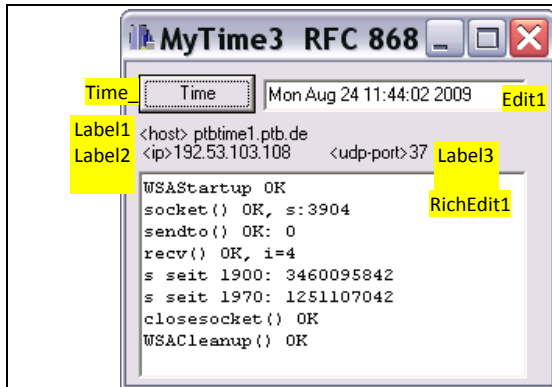 MyTime3 RFC 868
Time_ Time Mon Aug 24 11:44:02 2009 Edit1
Label1 <host> ptbtime1.ptb.de
Label2 <ip>192.53.103.108 <udp-port>37 Label3
WSAStartup OK
socket() OK, s:3904
RichEdit1
sendto() OK: 0
recv() OK, i=4
s seit 1900: 3460095842
s seit 1970: 1251107042
closesocket() OK
WSACleanup() OK